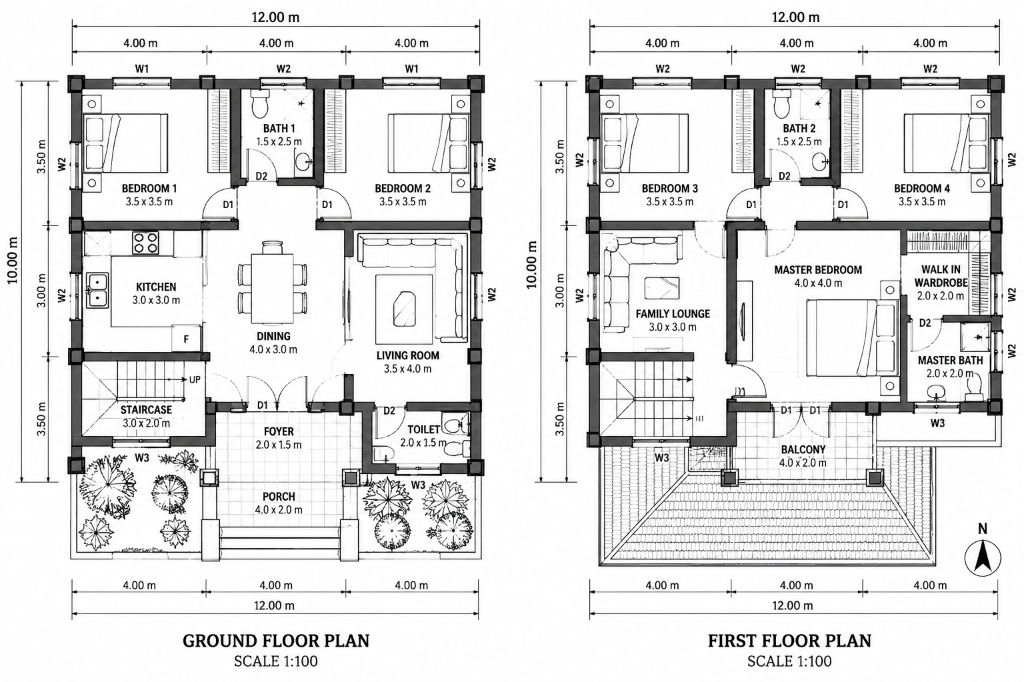 12.00 m
4.00 m 4.00 m 4.00 m
W1 W2 W1
3.50 m
3.00 m
3.50 m
10.00 m
W2
W2
W2
W2
BEDROOM 1
3.5 x 3.5 m
BATH 1
1.5 x 2.5 m
D2
BEDROOM 2
3.5 x 3.5 m
D1 D1
KITCHEN
3.0 x 3.0 m
F
DINING
4.0 x 3.0 m
LIVING ROOM
3.5 x 4.0 m
UP
STAIRCASE
3.0 x 2.0 m
W3
D1
FOYER
2.0 x 1.5 m
D2
TOILET
2.0 x 1.5 m
W3
PORCH
4.0 x 2.0 m
4.00 m 4.00 m 4.00 m
12.00 m
GROUND FLOOR PLAN
SCALE 1:100
12.00 m
4.00 m 4.00 m 4.00 m
W2 W2 W2
3.50 m
3.00 m
3.50 m
10.00 m
W2
W2
W2
W2
W2
BEDROOM 3
3.5 x 3.5 m
BATH 2
1.5 x 2.5 m
D2
BEDROOM 4
3.5 x 3.5 m
D1 D1
FAMILY LOUNGE
3.0 x 3.0 m
MASTER BEDROOM
4.0 x 4.0 m
WALK IN
WARDROBE
2.0 x 2.0 m
D2
MASTER BATH
2.0 x 2.0 m
W3
W3
D1 D1
BALCONY
4.0 x 2.0 m
N
4.00 m 4.00 m 4.00 m
12.00 m
FIRST FLOOR PLAN
SCALE 1:100